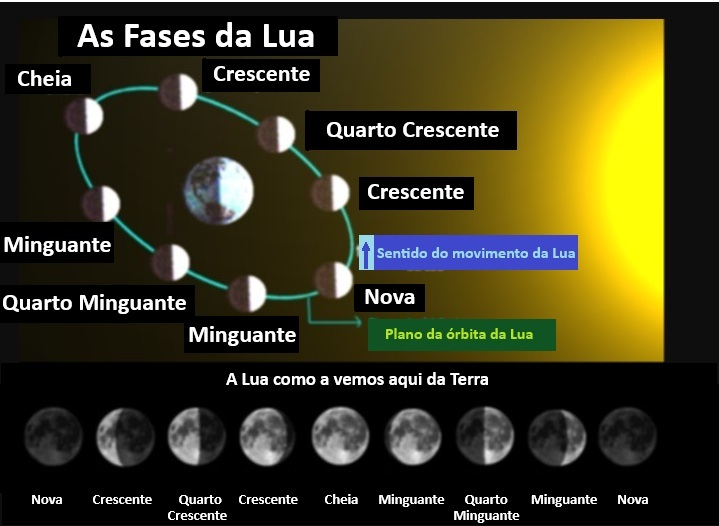 As Fases da Lua
Cheia
Crescente
Quarto Crescente
Crescente
Minguante
Sentido do movimento da Lua
Quarto Minguante
Nova
Minguante
Plano da órbita da Lua
A Lua como a vemos aqui da Terra
Nova
Crescente
Quarto
Crescente
Crescente
Cheia
Minguante
Quarto
Minguante
Minguante
Nova